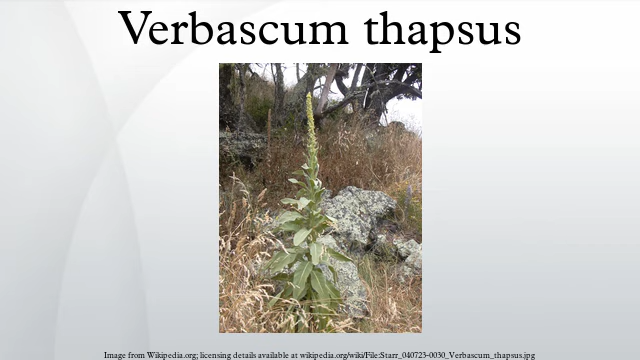 Verbascum thapsus
Image from Wikipedia.org; licensing details available at wikipedia.org/wiki/File:Starr_040723-0030_Verbascum_thapsus.jpg